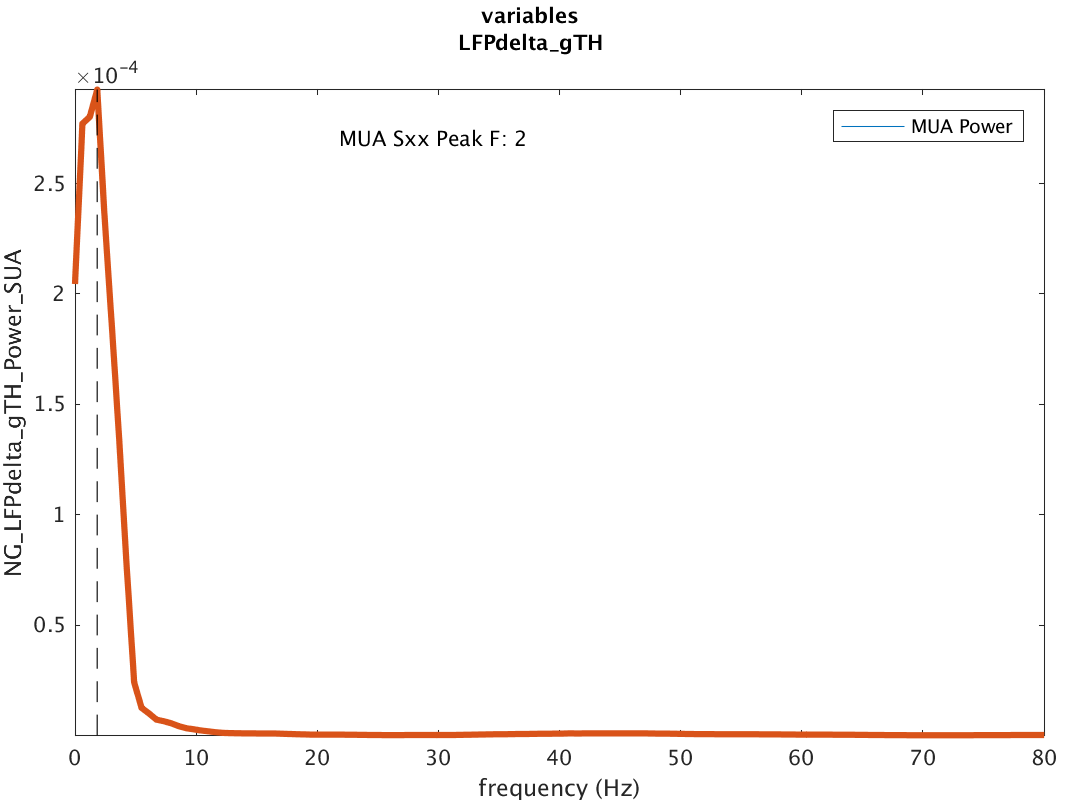 variables
LFPdelta_gTH
×10⁻⁴
MUA Sxx Peak F: 2
MUA Power
2.5
2
1.5
1
0.5
NG_LFPdelta_gTH_Power_SUA
0 10 20 30 40 50 60 70 80
frequency (Hz)